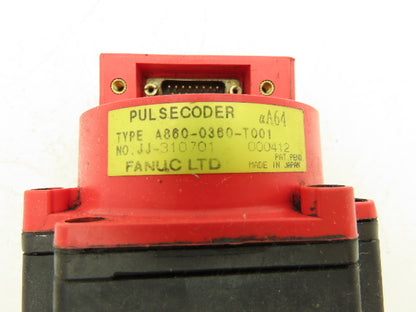 PULSECODER αA64
TYPE A860-0360-T001
NO. JJ-310701 000412
PAT. PEND
FANUC LTD MADE IN JAPAN